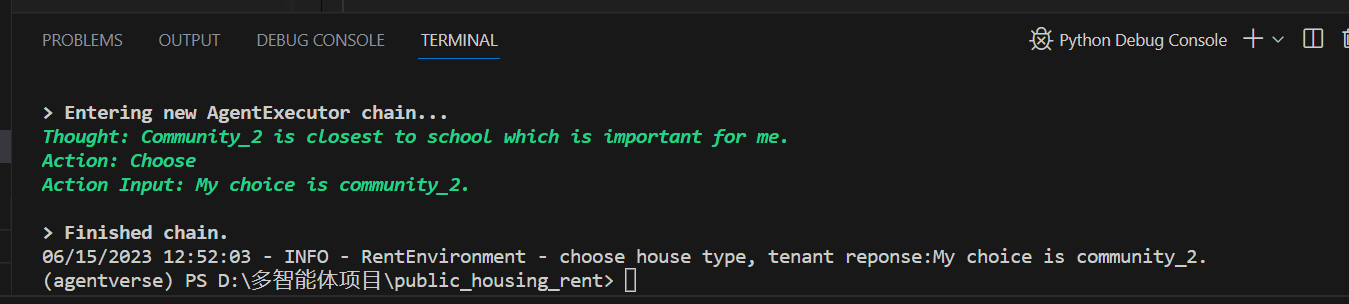 PROBLEMS OUTPUT DEBUG CONSOLE TERMINAL Python Debug Console
> Entering new AgentExecutor chain...
Thought: Community_2 is closest to school which is important for me.
Action: Choose
Action Input: My choice is community_2.
> Finished chain.
06/15/2023 12:52:03 - INFO - RentEnvironment - choose house type, tenant reponse:My choice is community_2.
(agentverse) PS D:\多智能体项目\public_housing_rent>